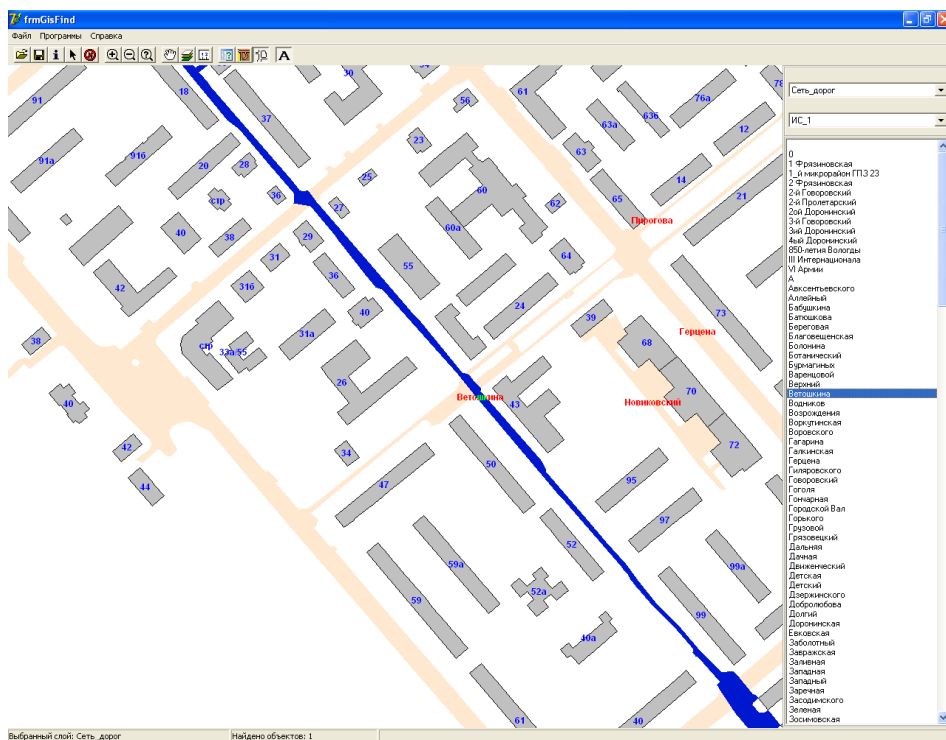 frmGisFind
Файл Программы Справка
Сеть_дорог
ИС_1
0
1 Фрязиновская
1_й микрорайон ГПЗ 23
2 Фрязиновская
2-й Говоровский
2-й Пролетарский
2ой Доронинский
3-й Говоровский
3ий Доронинский
4ый Доронинский
850-летия Вологды
III Интернационала
VI Армии
А
Авксентьевского
Аллейный
Бабушкина
Батюшкова
Береговая
Благовещенская
Болонина
Ботанический
Бурмагиных
Варенцовой
Верхний
Ветошкина
Водников
Возрождения
Воркутинская
Воровского
Гагарина
Галкинская
Герцена
Гиляровского
Говоровский
Гоголя
Гончарная
Городской Вал
Горького
Грузовой
Грязовецкий
Дальняя
Дачная
Движенческий
Детская
Детский
Дзержинского
Добролюбова
Долгий
Доронинская
Евковская
Заболотный
Завражская
Заливная
Западная
Западный
Заречная
Засодимского
Зеленая
Зосимовская
91
18
37
30
56
61
63а
63б
76а
12
91а
91б
20
28
23
63
14
25
60
стр
36
27
62
65
21
Пирогова
40
38
29
60а
31
55
64
42
31б
36
24
73
40
39
31а
Герцена
38
стр
33а/55
68
26
70
Ветошкина
43
Новиковский
40
72
42
34
50
44
47
95
97
52
59а
99а
59
52а
99
40а
61
40
Выбранный слой: Сеть_дорог
Найдено объектов: 1